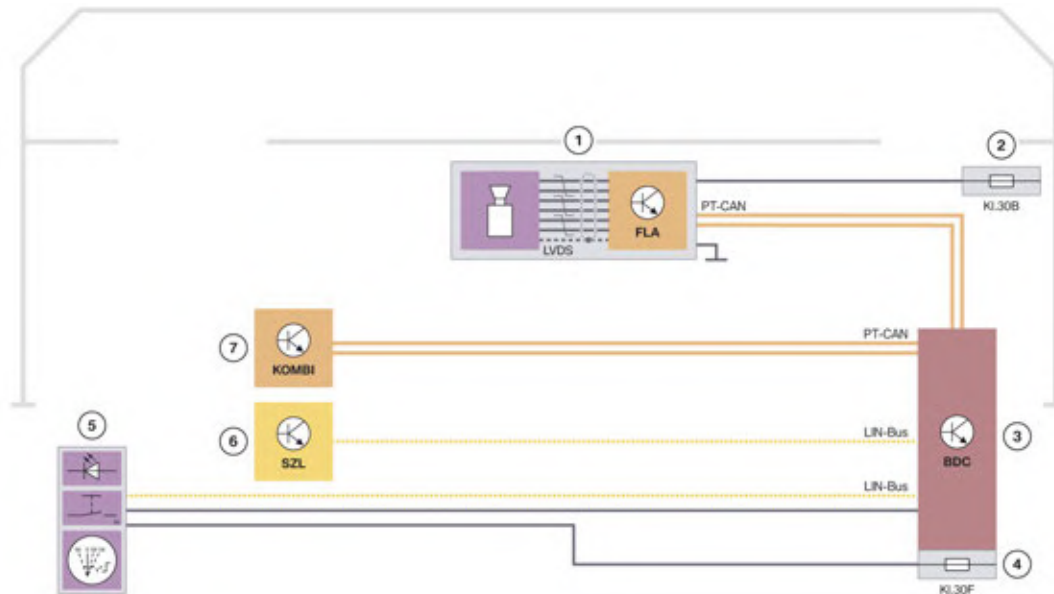 1
2
Kl.30B
PT-CAN
FLA
LVDS
PT-CAN
7
KOMBI
5
6
SZL
LIN-Bus
BDC
3
LIN-Bus
4
Kl.30F